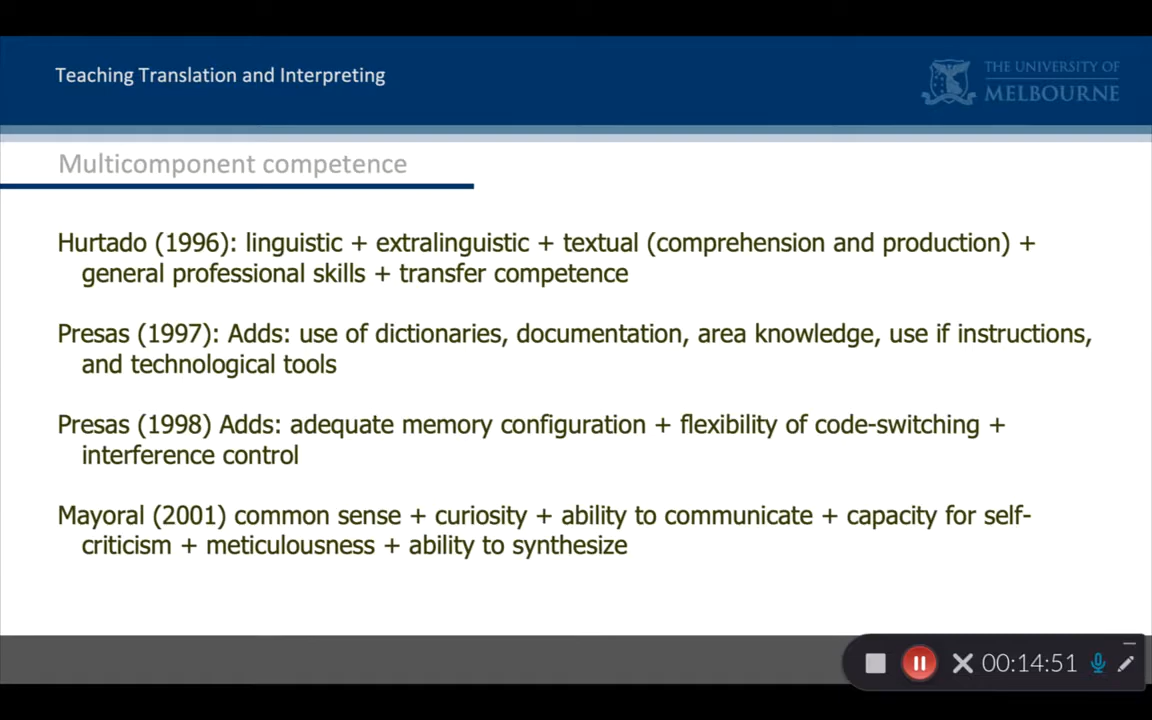 Teaching Translation and Interpreting
THE UNIVERSITY OF
MELBOURNE
Multicomponent competence
Hurtado (1996): linguistic + extralinguistic + textual (comprehension and production) +
general professional skills + transfer competence
Presas (1997): Adds: use of dictionaries, documentation, area knowledge, use if instructions,
and technological tools
Presas (1998) Adds: adequate memory configuration + flexibility of code-switching +
interference control
Mayoral (2001) common sense + curiosity + ability to communicate + capacity for self-
criticism + meticulousness + ability to synthesize
00:14:51